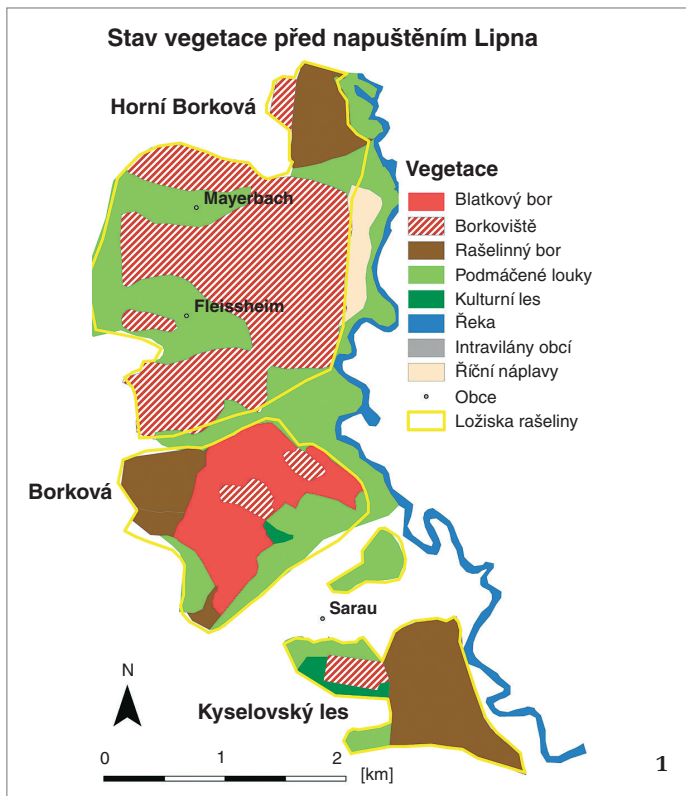 Stav vegetace před napuštěním Lipna
Horní Borková
Vegetace
Blatkový bor
Borkoviště
Rašelinný bor
Podmáčené louky
Kulturní les
Řeka
Intravilány obcí
Říční náplavy
Obce
Ložiska rašeliny
Mayerbach
Fleissheim
Borková
Sarau
Kyselovský les
N
0 1 2
[km]
1